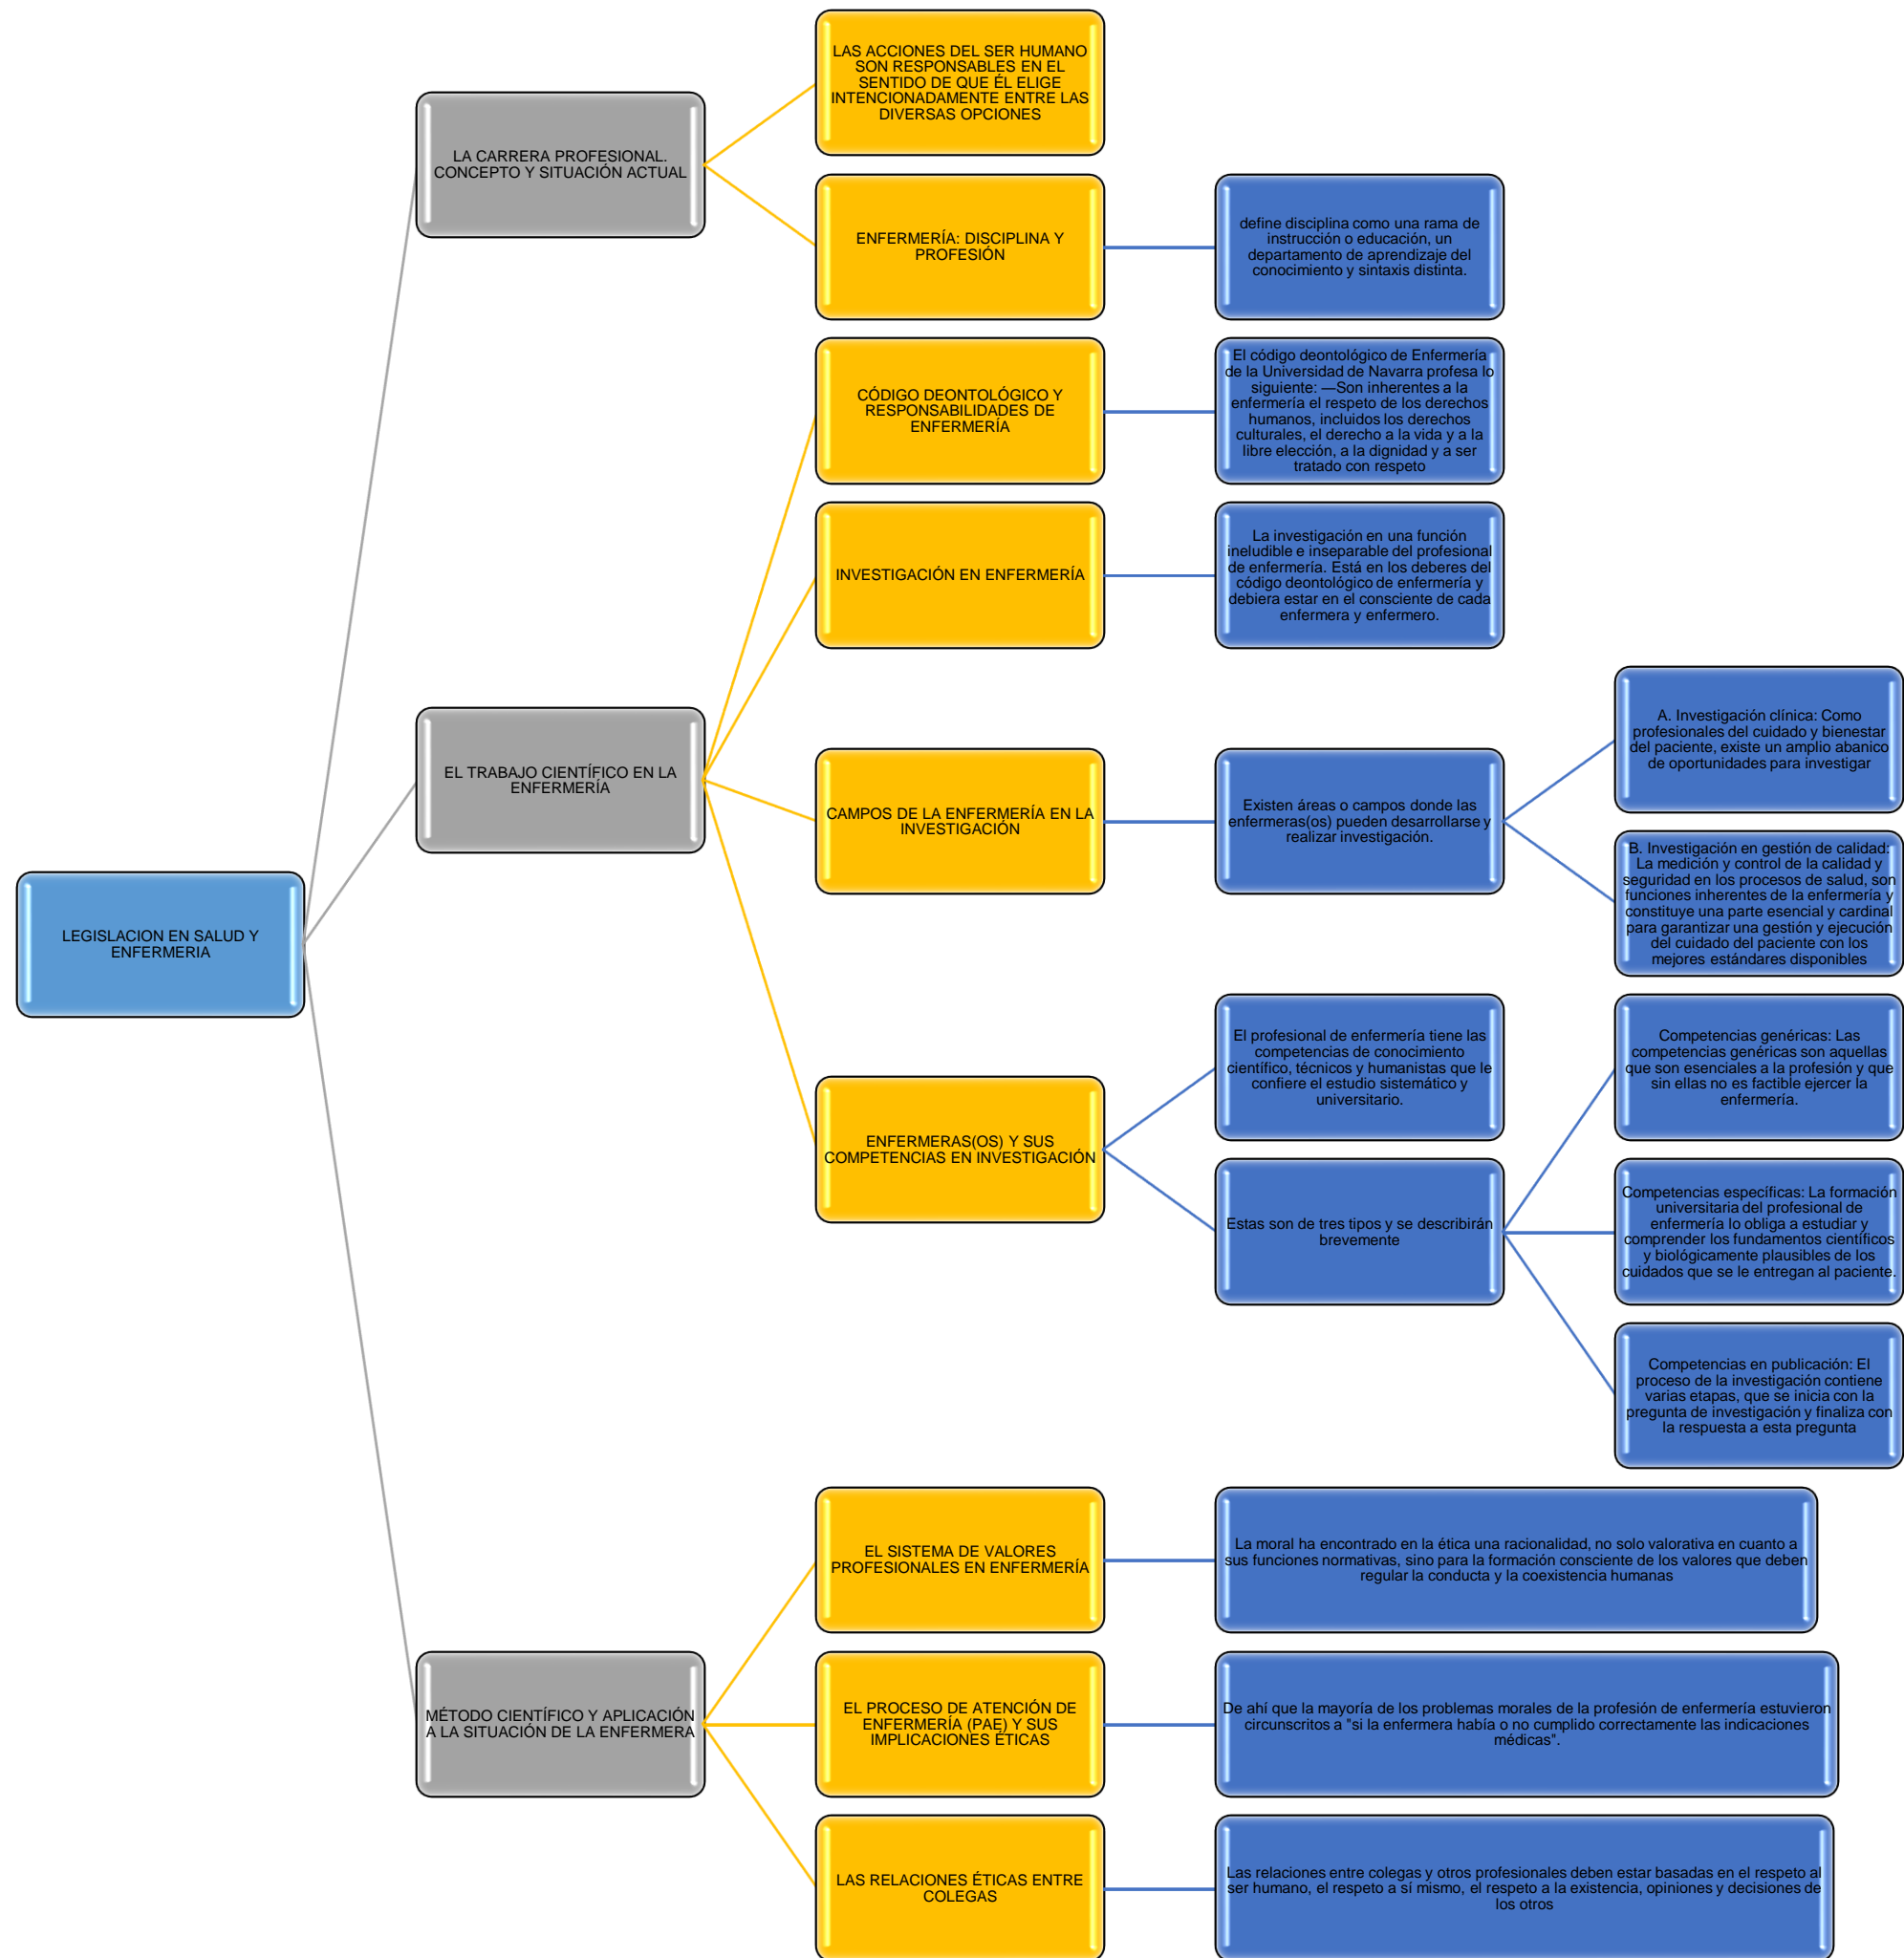 LAS ACCIONES DEL SER HUMANO
SON RESPONSABLES EN EL
SENTIDO DE QUE ÉL ELIGE
INTENCIONADAMENTE ENTRE LAS
DIVERSAS OPCIONES
LA CARRERA PROFESIONAL.
CONCEPTO Y SITUACIÓN ACTUAL
ENFERMERÍA: DISCIPLINA Y
PROFESIÓN
define disciplina como una rama de
instrucción o educación, un
departamento de aprendizaje del
conocimiento y sintaxis distinta.
CÓDIGO DEONTOLÓGICO Y
RESPONSABILIDADES DE
ENFERMERÍA
El código deontológico de Enfermería
de la Universidad de Navarra profesa lo
siguiente: ―Son inherentes a la
enfermería el respeto de los derechos
humanos, incluidos los derechos
culturales, el derecho a la vida y a la
libre elección, a la dignidad y a ser
tratado con respeto
INVESTIGACIÓN EN ENFERMERÍA
La investigación en una función
ineludible e inseparable del profesional
de enfermería. Está en los deberes del
código deontológico de enfermería y
debiera estar en el consciente de cada
enfermera y enfermero.
EL TRABAJO CIENTÍFICO EN LA
ENFERMERÍA
CAMPOS DE LA ENFERMERÍA EN LA
INVESTIGACIÓN
Existen áreas o campos donde las
enfermeras(os) pueden desarrollarse y
realizar investigación.
A. Investigación clínica: Como
profesionales del cuidado y bienestar
del paciente, existe un amplio abanico
de oportunidades para investigar
B. Investigación en gestión de calidad:
La medición y control de la calidad y
seguridad en los procesos de salud, son
funciones inherentes de la enfermería y
constituye una parte esencial y cardinal
para garantizar una gestión y ejecución
del cuidado del paciente con los
mejores estándares disponibles
LEGISLACION EN SALUD Y
ENFERMERIA
ENFERMERAS(OS) Y SUS
COMPETENCIAS EN INVESTIGACIÓN
El profesional de enfermería tiene las
competencias de conocimiento
científico, técnicos y humanistas que le
confiere el estudio sistemático y
universitario.
Estas son de tres tipos y se describirán
brevemente
Competencias genéricas: Las
competencias genéricas son aquellas
que son esenciales a la profesión y que
sin ellas no es factible ejercer la
enfermería.
Competencias específicas: La formación
universitaria del profesional de
enfermería lo obliga a estudiar y
comprender los fundamentos científicos
y biológicamente plausibles de los
cuidados que se le entregan al paciente.
Competencias en publicación: El
proceso de la investigación contiene
varias etapas, que se inicia con la
pregunta de investigación y finaliza con
la respuesta a esta pregunta
MÉTODO CIENTÍFICO Y APLICACIÓN
A LA SITUACIÓN DE LA ENFERMERA
EL SISTEMA DE VALORES
PROFESIONALES EN ENFERMERÍA
La moral ha encontrado en la ética una racionalidad, no solo valorativa en cuanto a
sus funciones normativas, sino para la formación consciente de los valores que deben
regular la conducta y la coexistencia humanas
EL PROCESO DE ATENCIÓN DE
ENFERMERÍA (PAE) Y SUS
IMPLICACIONES ÉTICAS
De ahí que la mayoría de los problemas morales de la profesión de enfermería estuvieron
circunscritos a "si la enfermera había o no cumplido correctamente las indicaciones
médicas".
LAS RELACIONES ÉTICAS ENTRE
COLEGAS
Las relaciones entre colegas y otros profesionales deben estar basadas en el respeto al
ser humano, el respeto a sí mismo, el respeto a la existencia, opiniones y decisiones de
los otros